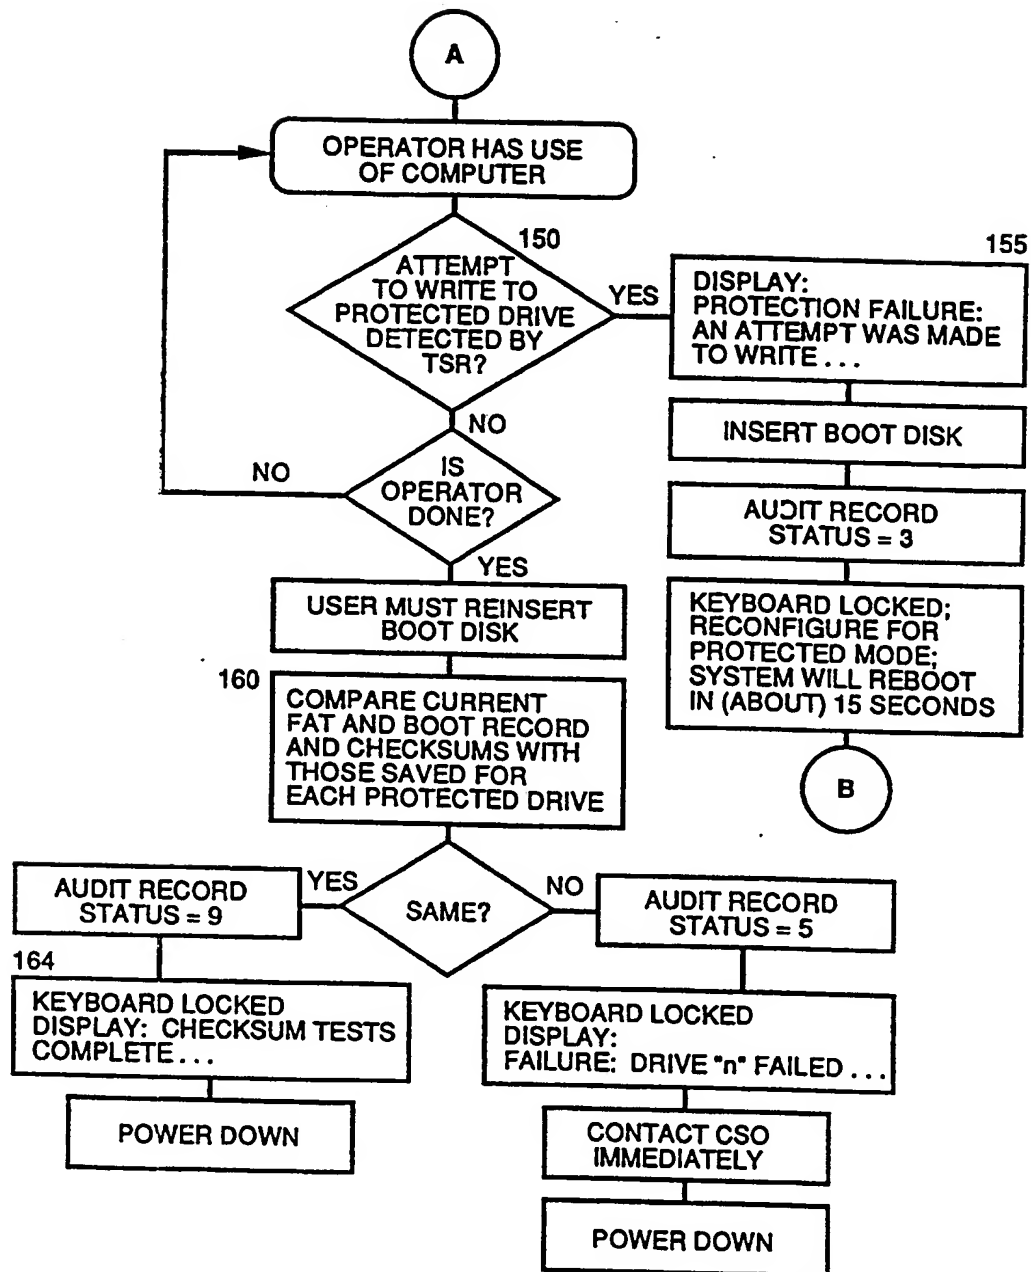 A
OPERATOR HAS USE
OF COMPUTER
150
ATTEMPT
TO WRITE TO
PROTECTED DRIVE
DETECTED BY
TSR?
YES
155
DISPLAY:
PROTECTION FAILURE:
AN ATTEMPT WAS MADE
TO WRITE . . .
INSERT BOOT DISK
AUDIT RECORD
STATUS = 3
KEYBOARD LOCKED;
RECONFIGURE FOR
PROTECTED MODE;
SYSTEM WILL REBOOT
IN (ABOUT) 15 SECONDS
B
NO
IS
OPERATOR
DONE?
NO
YES
USER MUST REINSERT
BOOT DISK
160
COMPARE CURRENT
FAT AND BOOT RECORD
AND CHECKSUMS WITH
THOSE SAVED FOR
EACH PROTECTED DRIVE
SAME?
YES
AUDIT RECORD
STATUS = 9
164
KEYBOARD LOCKED
DISPLAY: CHECKSUM TESTS
COMPLETE . . .
POWER DOWN
NO
AUDIT RECORD
STATUS = 5
KEYBOARD LOCKED
DISPLAY:
FAILURE: DRIVE "n" FAILED . . .
CONTACT CSO
IMMEDIATELY
POWER DOWN